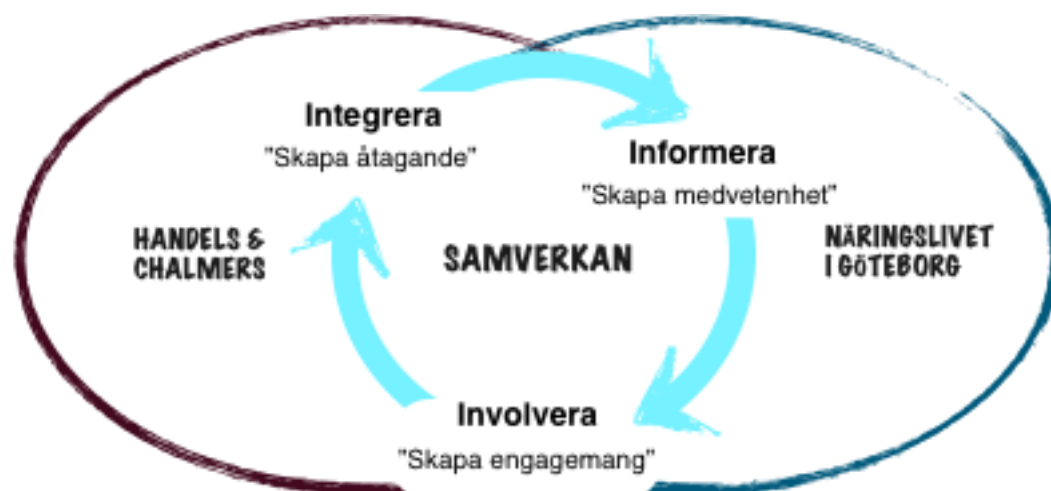 Integrera
”Skapa åtagande”
Informera
”Skapa medvetenhet”
HANDELS &
CHALMERS
SAMVERKAN
NÄRINGSLIVET
I GÖTEBORG
Involvera
”Skapa engagemang”